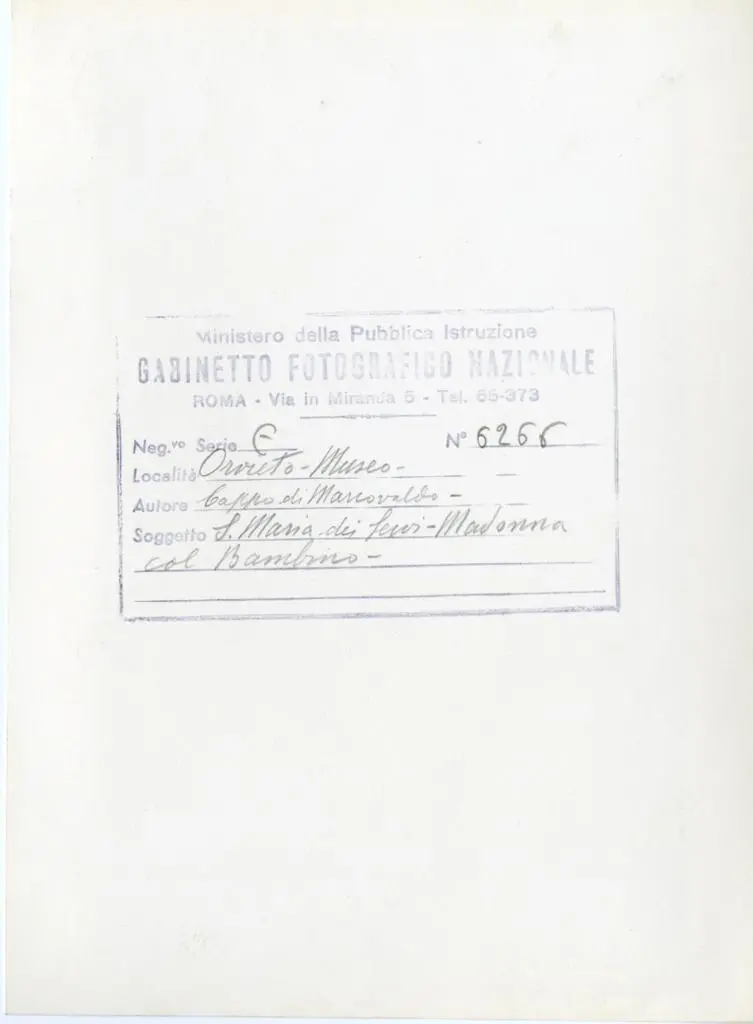 Ministero della Pubblica Istruzione
GABINETTO FOTOGRAFICO NAZIONALE
ROMA - Via in Miranda 5 - Tel. 65-373
Neg.vo Serie E N° 6266
Località Orvieto - Museo -
Autore Coppo di Marcovaldo -
Soggetto S. Maria dei Servi - Madonna
col Bambino -